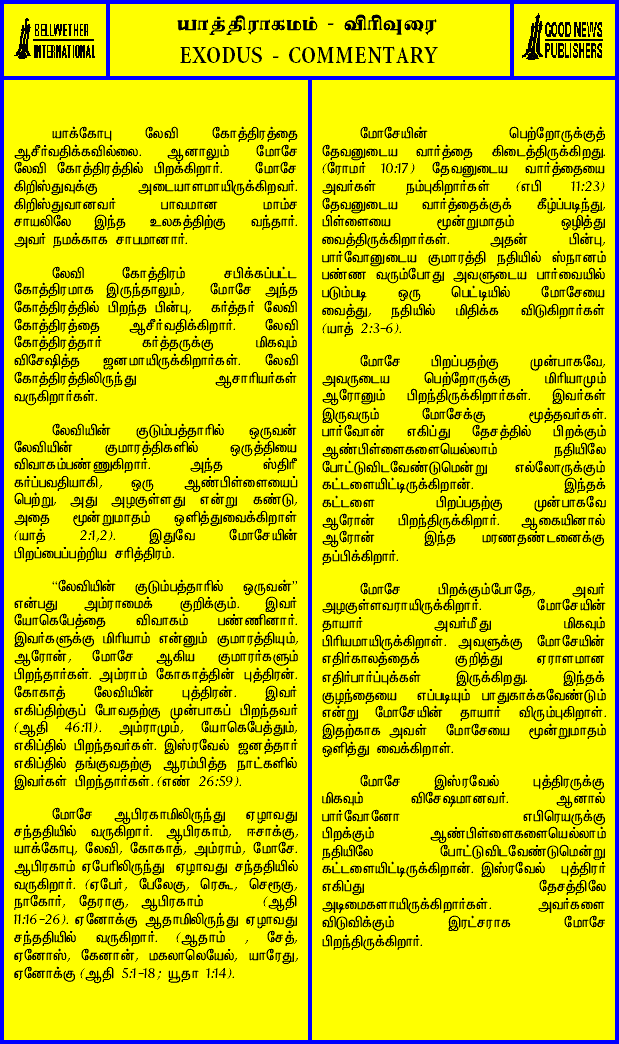 BELLWETHER
INTERNATIONAL
யாத்திராகமம் - விரிவுரை
EXODUS - COMMENTARY
GOOD NEWS
PUBLISHERS
யாக்கோபு லேவி கோத்திரத்தை
ஆசீர்வதிக்கவில்லை. ஆனாலும் மோசே
லேவி கோத்திரத்தில் பிறக்கிறார். மோசே
கிறிஸ்துவுக்கு அடையாளமாயிருக்கிறவர்.
கிறிஸ்துவானவர் பாவமான மாம்ச
சாயலிலே இந்த உலகத்திற்கு வந்தார்.
அவர் நமக்காக சாபமானார்.
லேவி கோத்திரம் சபிக்கப்பட்ட
கோத்திரமாக இருந்தாலும், மோசே அந்த
கோத்திரத்தில் பிறந்த பின்பு, கர்த்தர் லேவி
கோத்திரத்தை ஆசீர்வதிக்கிறார். லேவி
கோத்திரத்தார் கர்த்தருக்கு மிகவும்
விசேஷித்த ஜனமாயிருக்கிறார்கள். லேவி
கோத்திரத்திலிருந்து ஆசாரியர்கள்
வருகிறார்கள்.
லேவியின் குடும்பத்தாரில் ஒருவன்
லேவியின் குமாரத்திகளில் ஒருத்தியை
விவாகம்பண்ணுகிறார். அந்த ஸ்திரீ
கர்ப்பவதியாகி, ஒரு ஆண்பிள்ளையைப்
பெற்று, அது அழகுள்ளது என்று கண்டு,
அதை மூன்றுமாதம் ஒளித்துவைக்கிறாள்
(யாத் 2:1,2). இதுவே மோசேயின்
பிறப்பைப்பற்றிய சரித்திரம்.
“லேவியின் குடும்பத்தாரில் ஒருவன்”
என்பது அம்ராமைக் குறிக்கும். இவர்
யோகெபேத்தை விவாகம் பண்ணினார்.
இவர்களுக்கு மிரியாம் என்னும் குமாரத்தியும்,
ஆரோன், மோசே ஆகிய குமாரர்களும்
பிறந்தார்கள். அம்ராம் கோகாத்தின் புத்திரன்.
கோகாத் லேவியின் புத்திரன். இவர்
எகிப்திற்குப் போவதற்கு முன்பாகப் பிறந்தவர்
(ஆதி 46:11). அம்ராமும், யோகெபேத்தும்,
எகிப்தில் பிறந்தவர்கள். இஸ்ரவேல் ஜனத்தார்
எகிப்தில் தங்குவதற்கு ஆரம்பித்த நாட்களில்
இவர்கள் பிறந்தார்கள். (எண் 26:59).
மோசே ஆபிரகாமிலிருந்து ஏழாவது
சந்ததியில் வருகிறார். ஆபிரகாம், ஈசாக்கு,
யாக்கோபு, லேவி, கோகாத், அம்ராம், மோசே.
ஆபிரகாம் ஏபேரிலிருந்து ஏழாவது சந்ததியில்
வருகிறார். (ஏபேர், பேலேகு, ரெகூ, செரூகு,
நாகோர், தேராகு, ஆபிரகாம் (ஆதி
11:16-26). ஏனோக்கு ஆதாமிலிருந்து ஏழாவது
சந்ததியில் வருகிறார். (ஆதாம் , சேத்,
ஏனோஸ், கேனான், மகலாலெயேல், யாரேது,
ஏனோக்கு (ஆதி 5:1-18; யூதா 1:14).
மோசேயின் பெற்றோருக்குத்
தேவனுடைய வார்த்தை கிடைத்திருக்கிறது.
(ரோமர் 10:17) தேவனுடைய வார்த்தையை
அவர்கள் நம்புகிறார்கள் (எபி 11:23)
தேவனுடைய வார்த்தைக்குக் கீழ்ப்படிந்து,
பிள்ளையை மூன்றுமாதம் ஒழித்து
வைத்திருக்கிறார்கள். அதன் பின்பு,
பார்வோனுடைய குமாரத்தி நதியில் ஸ்நானம்
பண்ண வரும்போது அவளுடைய பார்வையில்
படும்படி ஒரு பெட்டியில் மோசேயை
வைத்து, நதியில் மிதிக்க விடுகிறார்கள்
(யாத் 2:3-6).
மோசே பிறப்பதற்கு முன்பாகவே,
அவருடைய பெற்றோருக்கு மிரியாமும்
ஆரோனும் பிறந்திருக்கிறார்கள். இவர்கள்
இருவரும் மோசேக்கு மூத்தவர்கள்.
பார்வோன் எகிப்து தேசத்தில் பிறக்கும்
ஆண்பிள்ளைகளையெல்லாம் நதியிலே
போட்டுவிடவேண்டுமென்று எல்லோருக்கும்
கட்டளையிட்டிருக்கிறான். இந்தக்
கட்டளை பிறப்பதற்கு முன்பாகவே
ஆரோன் பிறந்திருக்கிறார். ஆகையினால்
ஆரோன் இந்த மரணதண்டனைக்கு
தப்பிக்கிறார்.
மோசே பிறக்கும்போதே, அவர்
அழகுள்ளவராயிருக்கிறார். மோசேயின்
தாயார் அவர்மீது மிகவும்
பிரியமாயிருக்கிறாள். அவளுக்கு மோசேயின்
எதிர்காலத்தைக் குறித்து ஏராளமான
எதிர்பார்ப்புக்கள் இருக்கிறது. இந்தக்
குழந்தையை எப்படியும் பாதுகாக்கவேண்டும்
என்று மோசேயின் தாயார் விரும்புகிறாள்.
இதற்காக அவள் மோசேயை மூன்றுமாதம்
ஒளித்து வைக்கிறாள்.
மோசே இஸ்ரவேல் புத்திரருக்கு
மிகவும் விசேஷமானவர். ஆனால்
பார்வோனோ எபிரெயருக்கு
பிறக்கும் ஆண்பிள்ளைகளையெல்லாம்
நதியிலே போட்டுவிடவேண்டுமென்று
கட்டளையிட்டிருக்கிறான். இஸ்ரவேல் புத்திரர்
எகிப்து தேசத்திலே
அடிமைகளாயிருக்கிறார்கள். அவர்களை
விடுவிக்கும் இரட்சராக மோசே
பிறந்திருக்கிறார்.